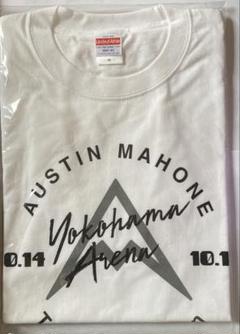 AUSTIN MAHONE
Yokohama
0.14 10.1
Arena